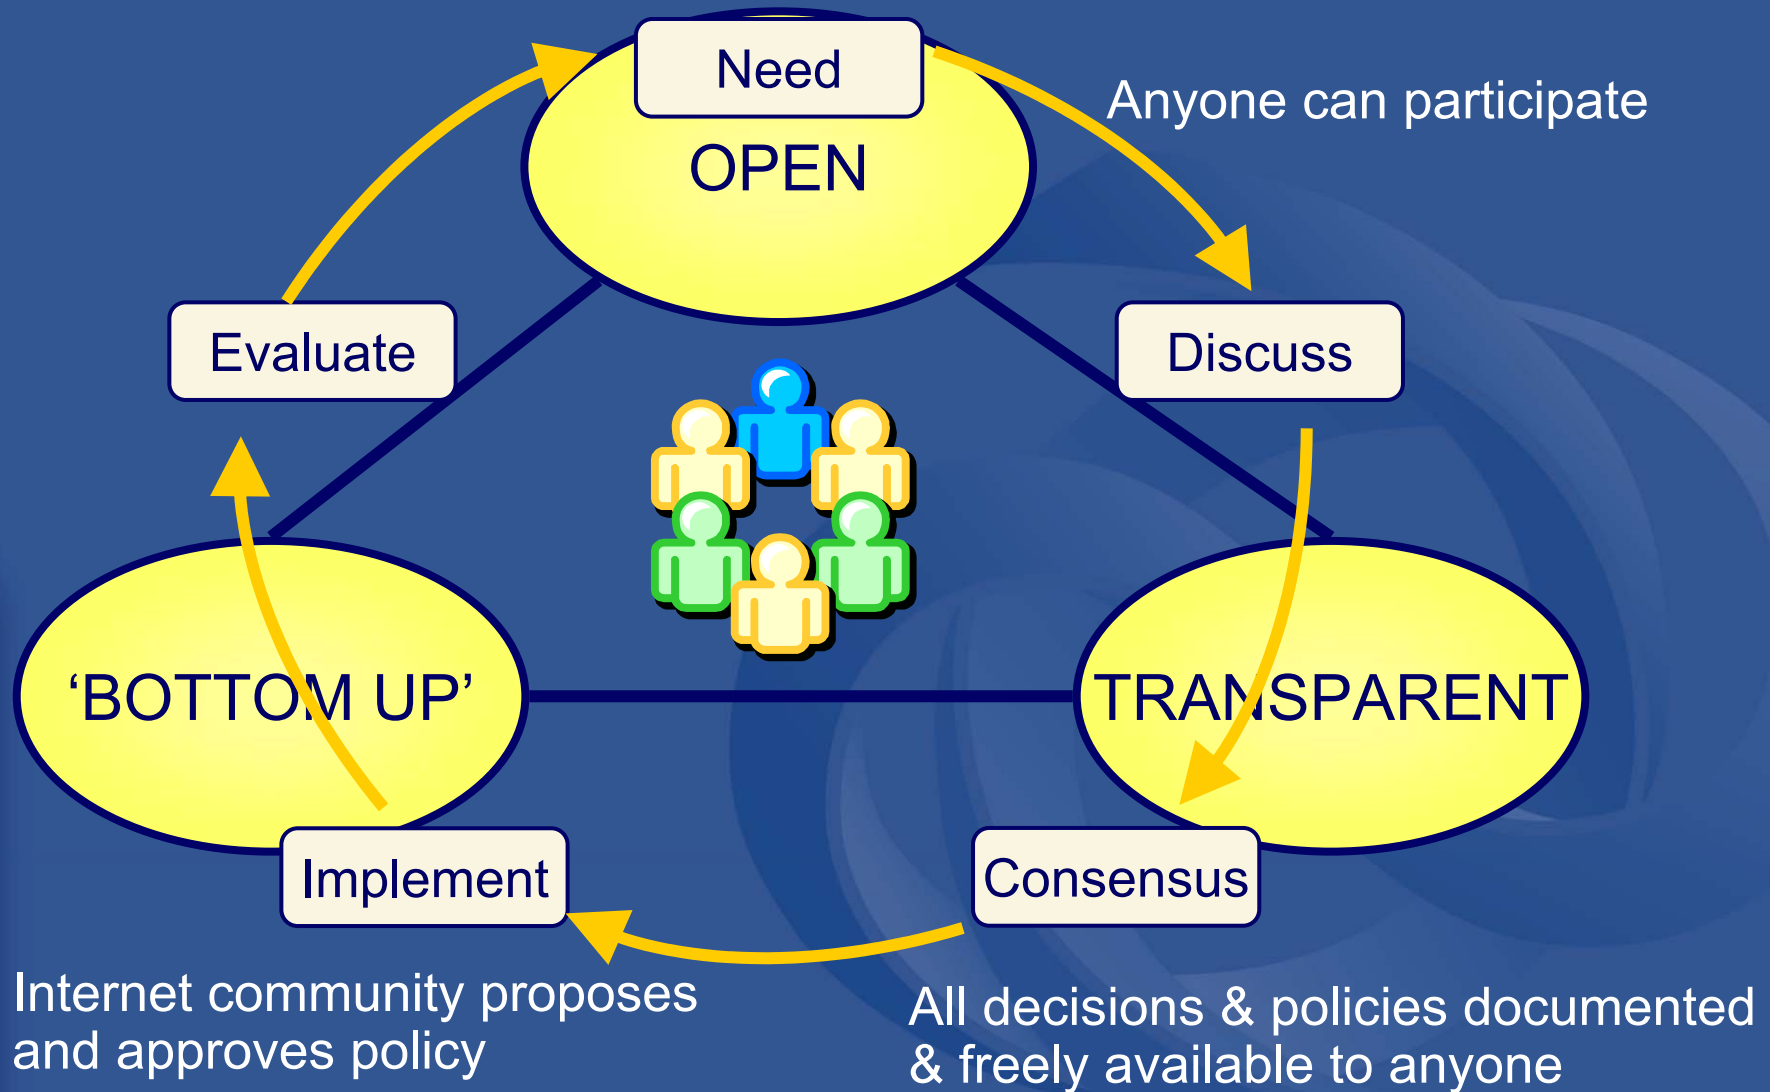 Need
OPEN
Anyone can participate
Evaluate
Discuss
‘BOTTOM UP’
TRANSPARENT
Implement
Consensus
Internet community proposes
and approves policy
All decisions & policies documented
& freely available to anyone